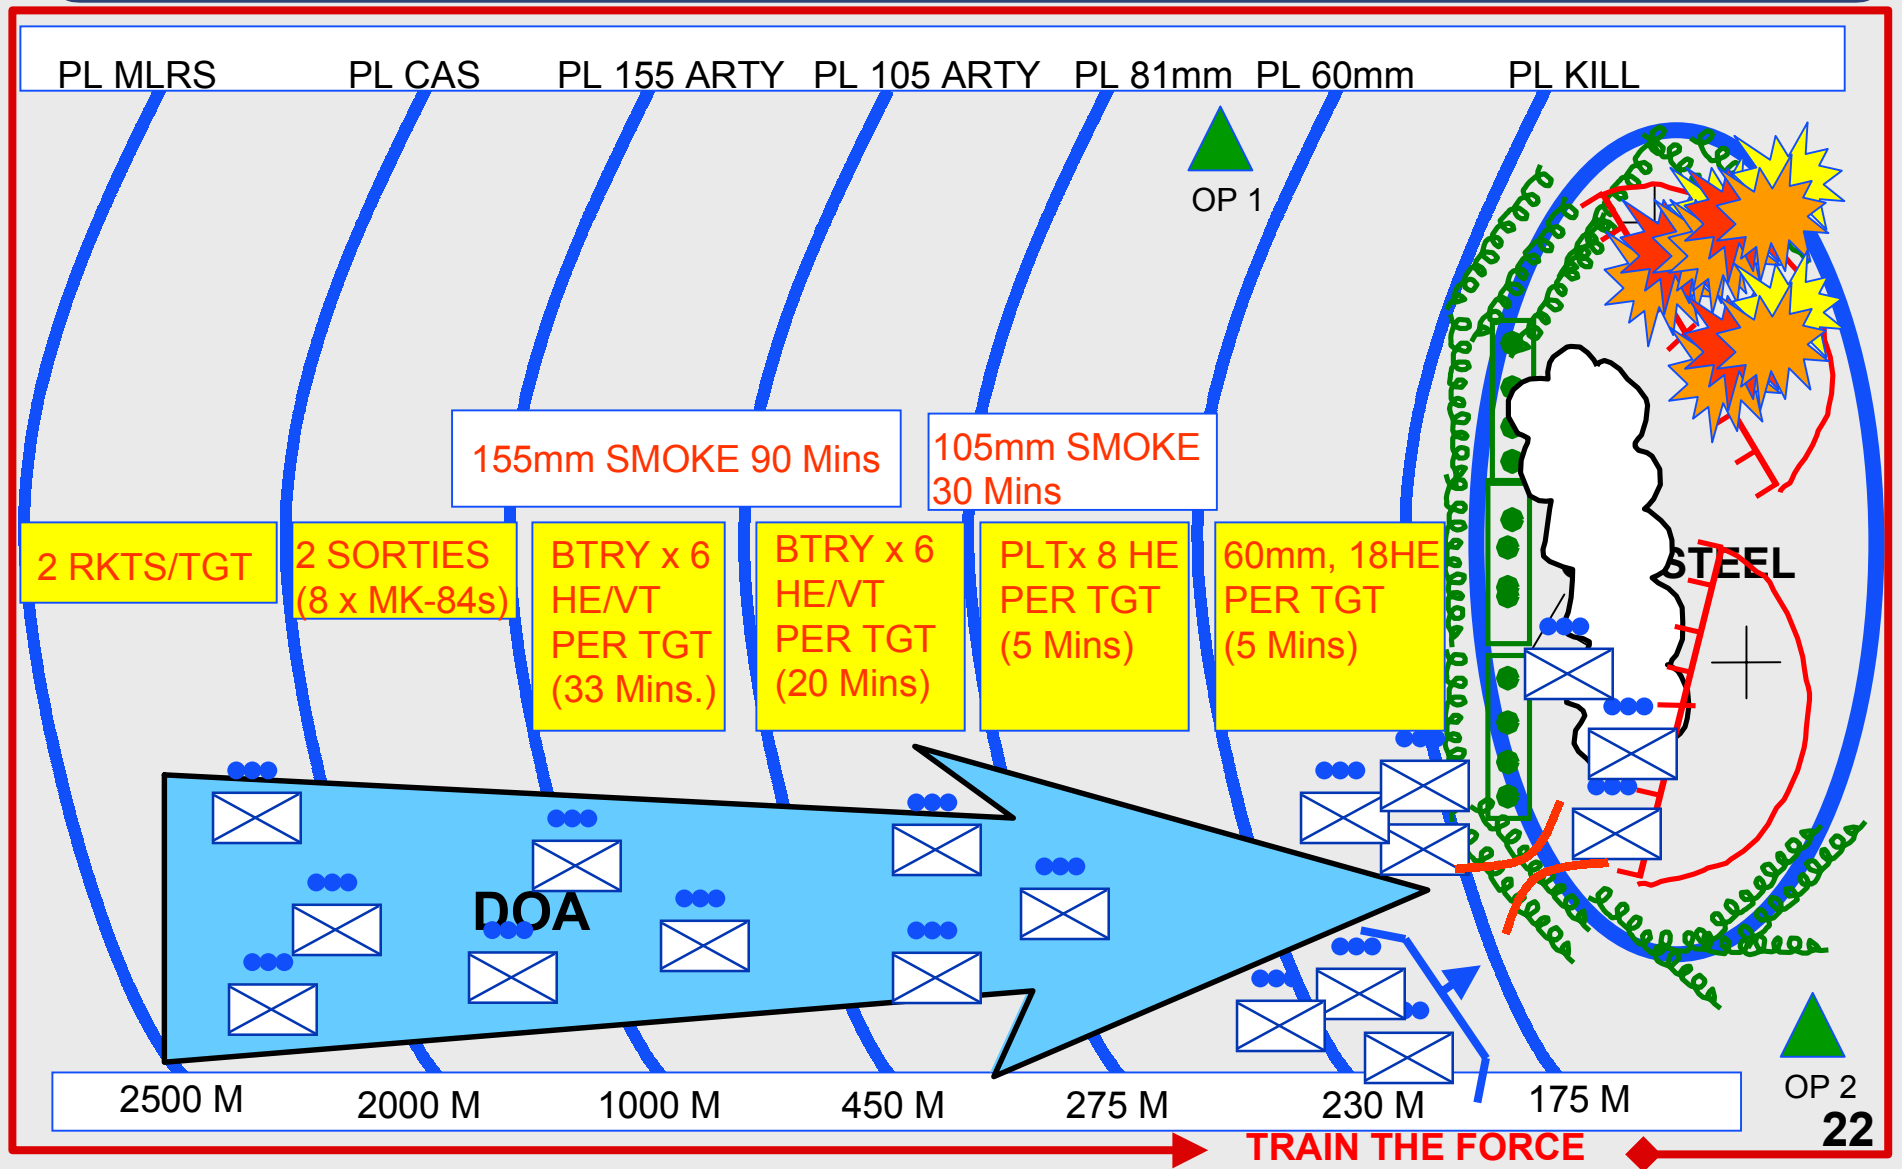 PL MLRS
PL CAS
PL 155 ARTY
PL 105 ARTY
PL 81mm
PL 60mm
PL KILL
OP 1
155mm SMOKE 90 Mins
105mm SMOKE
30 Mins
2 RKTS/TGT
2 SORTIES
(8 x MK-84s)
BTRY x 6
HE/VT
PER TGT
(33 Mins.)
BTRY x 6
HE/VT
PER TGT
(20 Mins)
PLTx 8 HE
PER TGT
(5 Mins)
60mm, 18HE
PER TGT
(5 Mins)
STEEL
DOA
2500 M
2000 M
1000 M
450 M
275 M
230 M
175 M
OP 2
22
TRAIN THE FORCE